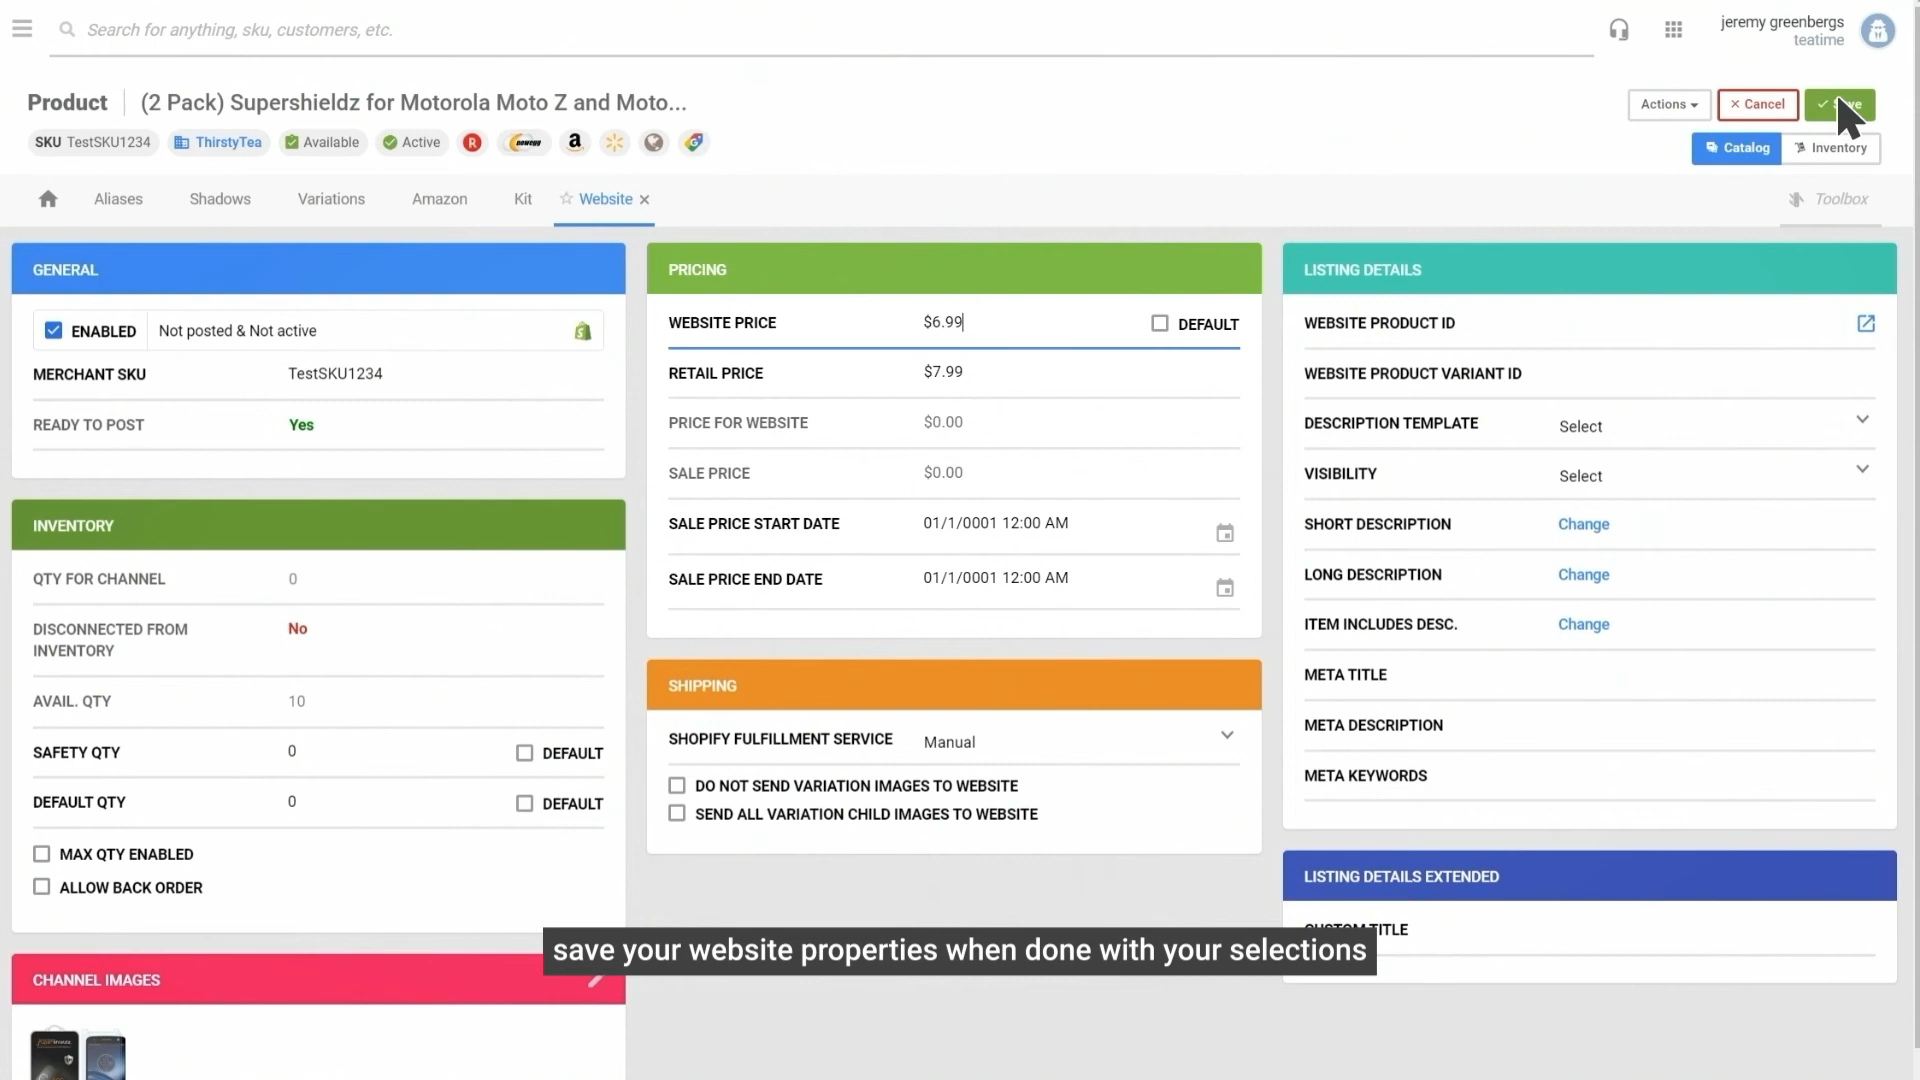 Search for anything, sku, customers, etc.
jeremy greenbergs
teatime
Product
(2 Pack) Supershieldz for Motorola Moto Z and Moto...
Actions
Cancel
SKU TestSKU1234
ThirstyTea
Available
Active
R
newegg
a
Catalog
Inventory
Aliases
Shadows
Variations
Amazon
Kit
Website
Toolbox
GENERAL
ENABLED
Not posted & Not active
MERCHANT SKU
TestSKU1234
READY TO POST
Yes
INVENTORY
QTY FOR CHANNEL
0
DISCONNECTED FROM
INVENTORY
No
AVAIL. QTY
10
SAFETY QTY
0
DEFAULT
DEFAULT QTY
0
DEFAULT
MAX QTY ENABLED
ALLOW BACK ORDER
CHANNEL IMAGES
PRICING
WEBSITE PRICE
$6.99
DEFAULT
RETAIL PRICE
$7.99
PRICE FOR WEBSITE
$0.00
SALE PRICE
$0.00
SALE PRICE START DATE
01/1/0001 12:00 AM
SALE PRICE END DATE
01/1/0001 12:00 AM
SHIPPING
SHOPIFY FULFILLMENT SERVICE
Manual
DO NOT SEND VARIATION IMAGES TO WEBSITE
SEND ALL VARIATION CHILD IMAGES TO WEBSITE
LISTING DETAILS
WEBSITE PRODUCT ID
WEBSITE PRODUCT VARIANT ID
DESCRIPTION TEMPLATE
Select
VISIBILITY
Select
SHORT DESCRIPTION
Change
LONG DESCRIPTION
Change
ITEM INCLUDES DESC.
Change
META TITLE
META DESCRIPTION
META KEYWORDS
LISTING DETAILS EXTENDED
CUSTOM TITLE
save your website properties when done with your selections